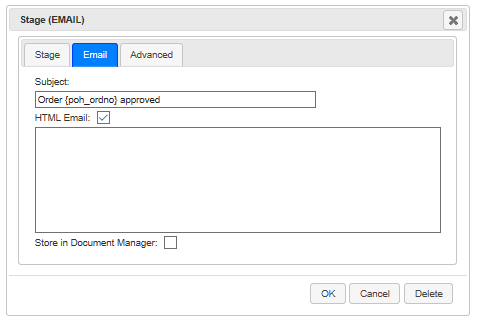 Stage (EMAIL)
Stage Email Advanced
Subject:
Order {poh_ordno} approved
HTML Email:
Store in Document Manager:
OK Cancel Delete